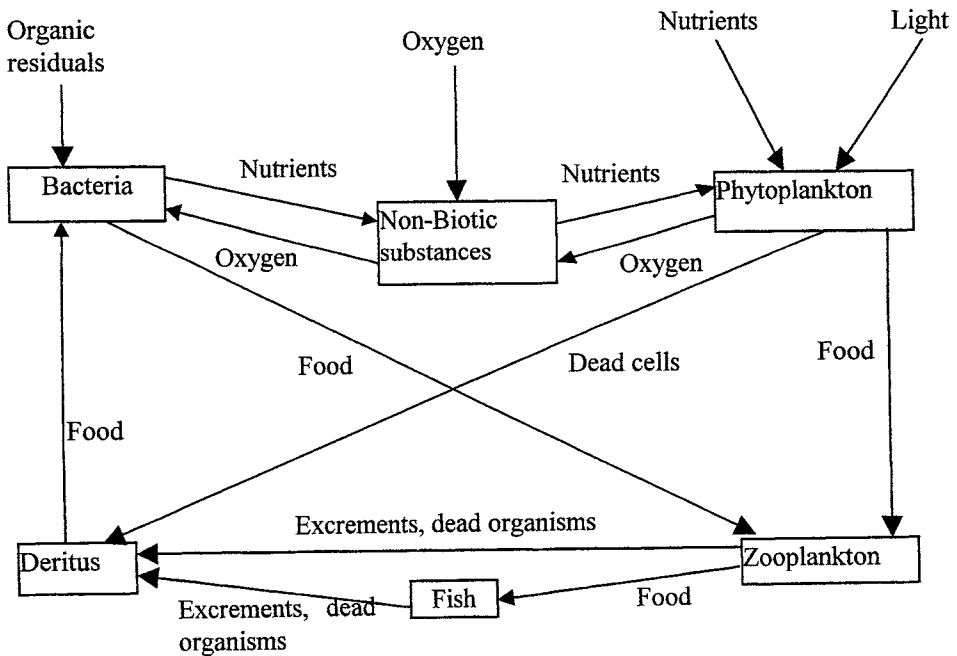 Organic
residuals
Oxygen
Nutrients
Light
Bacteria
Nutrients
Non-Biotic
substances
Nutrients
Phytoplankton
Oxygen
Oxygen
Food
Dead cells
Food
Food
Excrements, dead organisms
Deritus
Zooplankton
Fish
Food
Excrements, dead
organisms